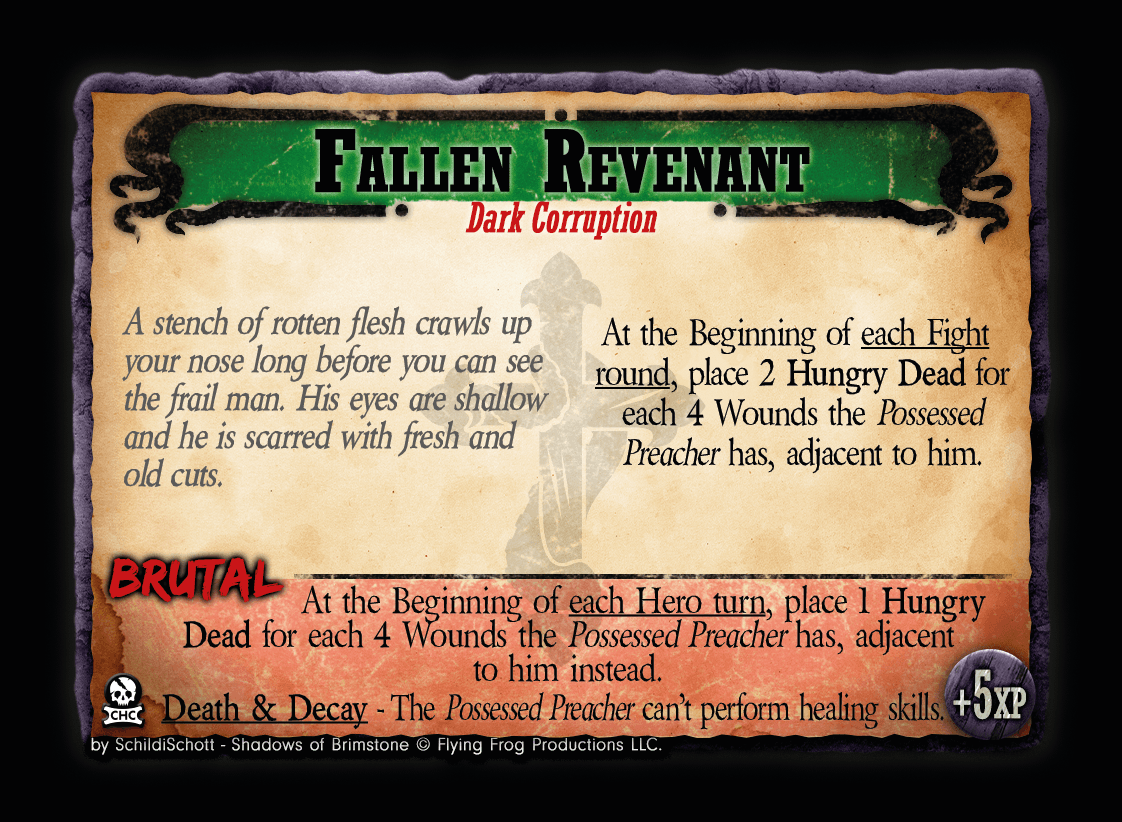 Fallen Revenant
Dark Corruption
A stench of rotten flesh crawls up
your nose long before you can see
the frail man. His eyes are shallow
and he is scarred with fresh and
old cuts.
At the Beginning of each Fight
round, place 2 Hungry Dead for
each 4 Wounds the Possessed
Preacher has, adjacent to him.
BRUTAL
At the Beginning of each Hero turn, place 1 Hungry
Dead for each 4 Wounds the Possessed Preacher has, adjacent
to him instead.
Death & Decay - The Possessed Preacher can't perform healing skills.
+5XP
CHC
by SchildiSchott - Shadows of Brimstone © Flying Frog Productions LLC.